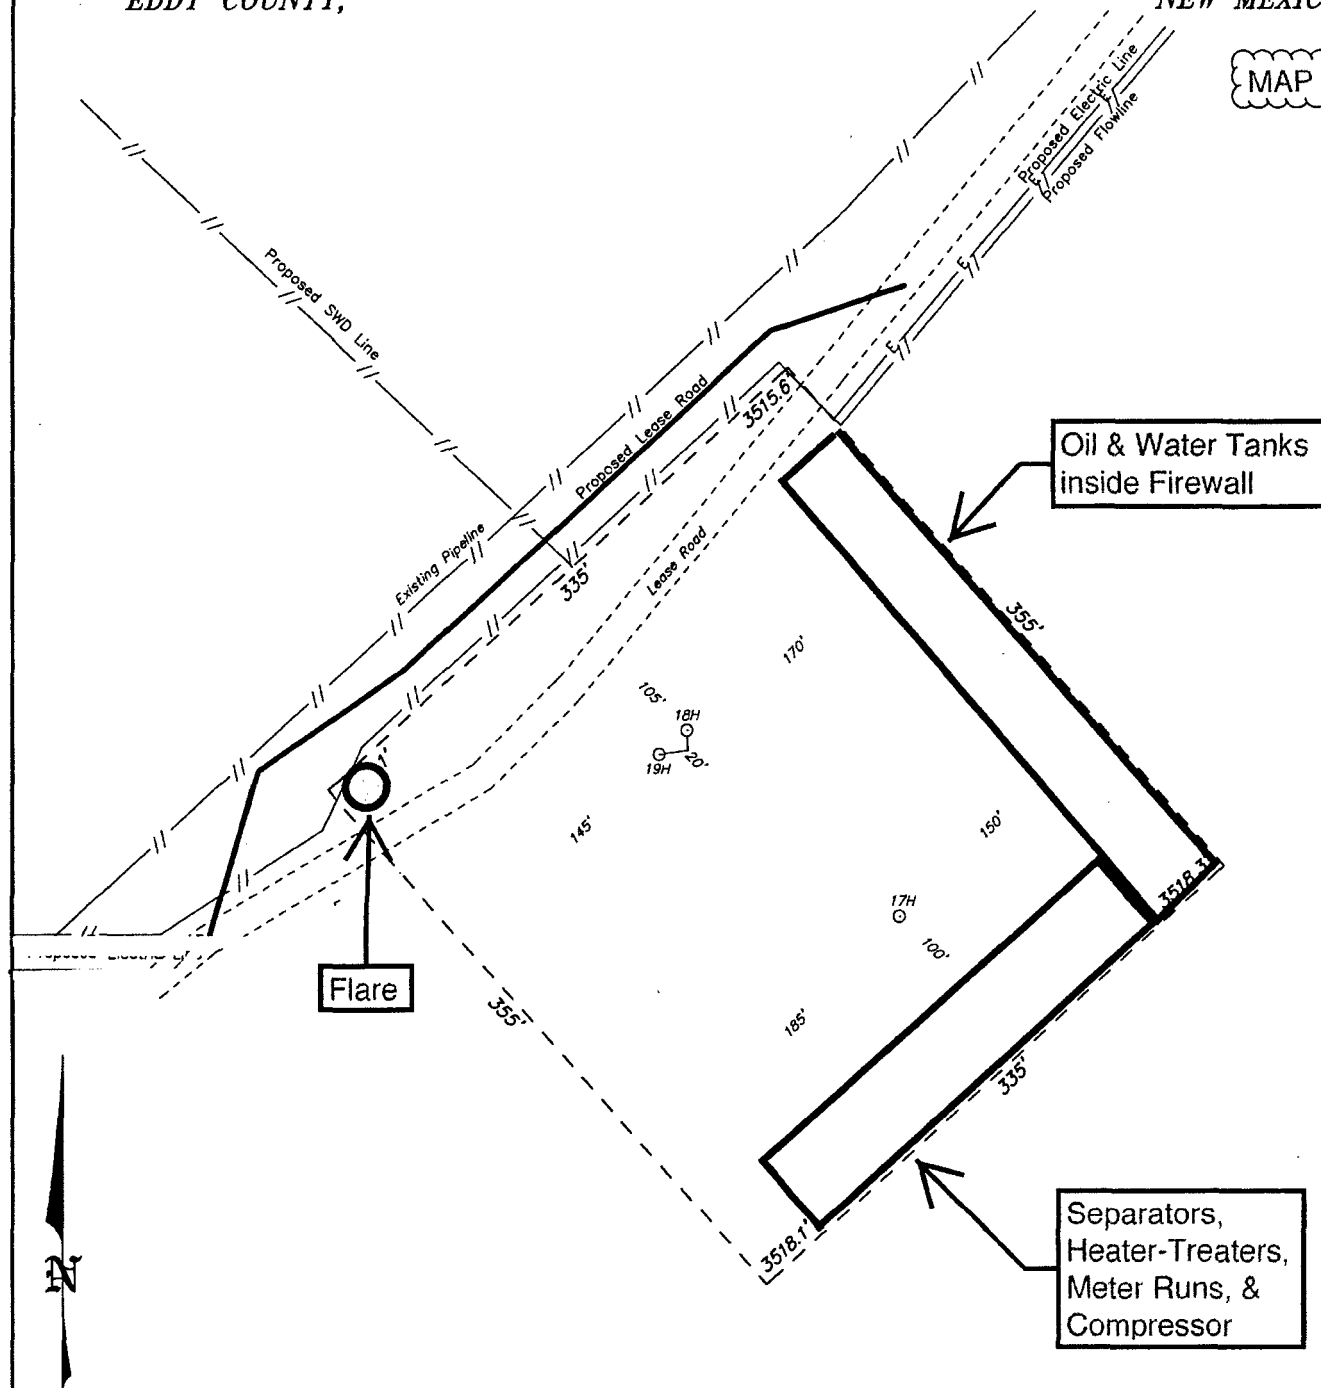 EDDY COUNTY,
NEW MEXIC
MAP
Proposed Electric Line
Proposed Flowline
E
E
E
E
Proposed SWD Line
Proposed Lease Road
3515.6'
Oil & Water Tanks
inside Firewall
Existing Pipeline
335'
Lease Road
355'
170'
105'
18H
19H
20'
145'
150'
3518.3
17H
100'
Proposed Electric
Flare
355'
185'
335'
3518.1'
Separators,
Heater-Treaters,
Meter Runs, &
Compressor
N